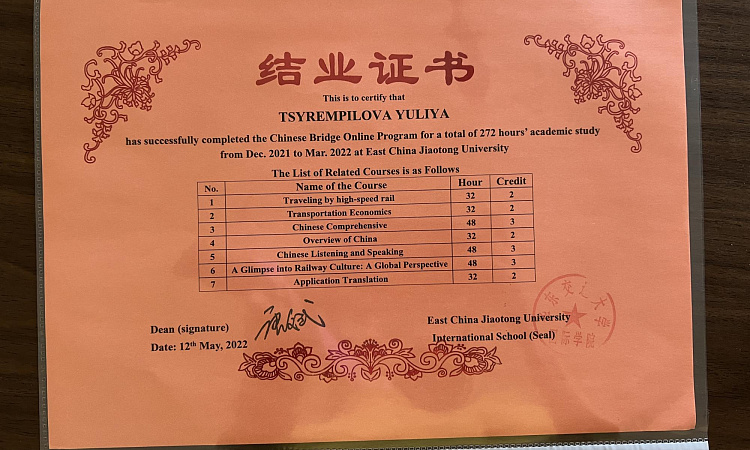 结业证书
This is to certify that
TSYREMPILOVA YULIYA
has successfully completed the Chinese Bridge Online Program for a total of 272 hours' academic study
from Dec. 2021 to Mar. 2022 at East China Jiaotong University
The List of Related Courses is as Follows
No. Name of the Course Hour Credit
1 Traveling by high-speed rail 32 2
2 Transportation Economics 32 2
3 Chinese Comprehensive 48 3
4 Overview of China 32 2
5 Chinese Listening and Speaking 48 3
6 A Glimpse into Railway Culture: A Global Perspective 48 3
7 Application Translation 32 2
Dean (signature)
East China Jiaotong University
Date: 12th May, 2022
International School (Seal)
交大学